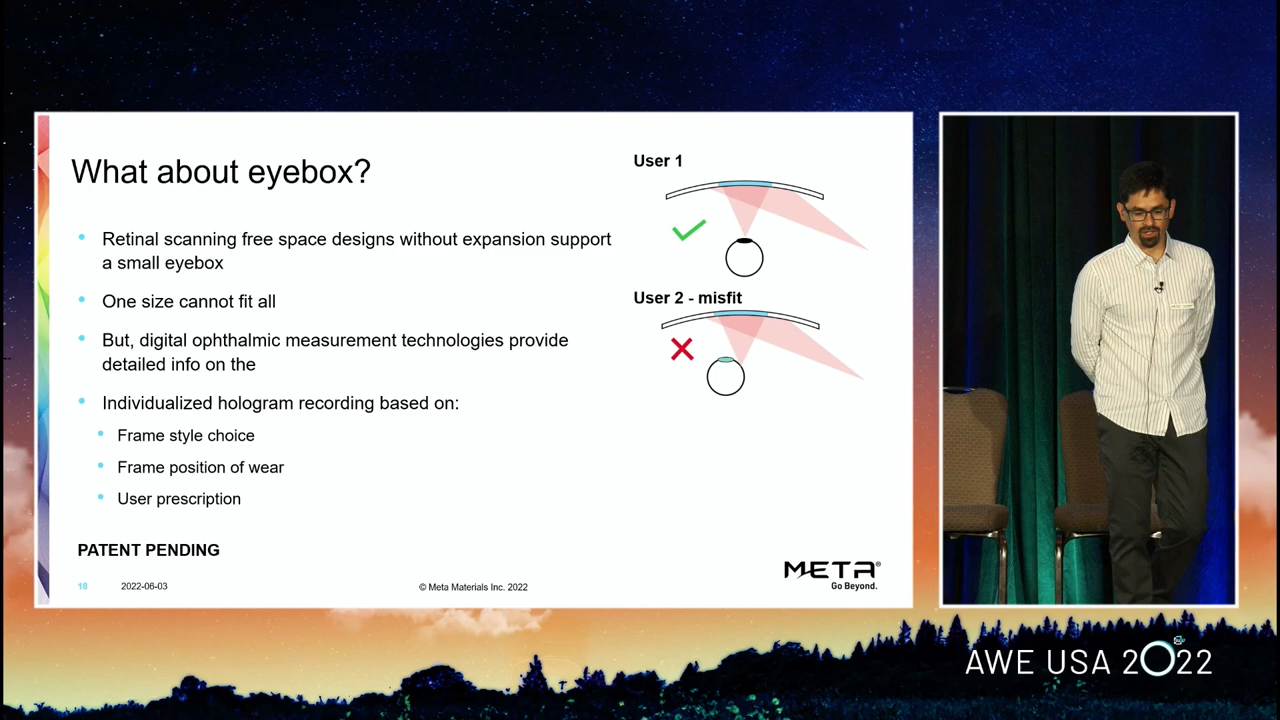 What about eyebox?
Retinal scanning free space designs without expansion support
a small eyebox
One size cannot fit all
But, digital ophthalmic measurement technologies provide
detailed info on the
Individualized hologram recording based on:
Frame style choice
Frame position of wear
User prescription
PATENT PENDING
User 1
User 2 - misfit
18
2022-06-03
© Meta Materials Inc. 2022
META®
Go Beyond.
AWE USA 2022